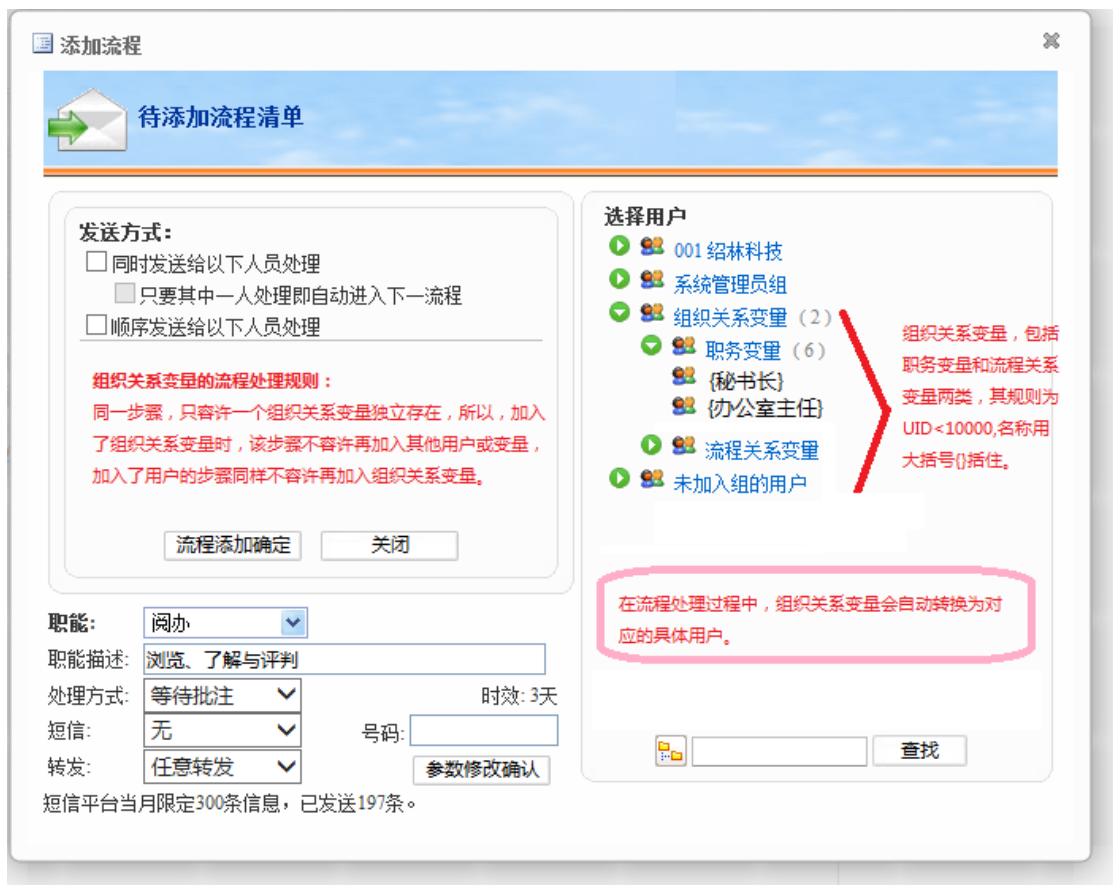 添加流程
待添加流程清单
发送方式：
同时发送给以下人员处理
只要其中一人处理即自动进入下一流程
顺序发送给以下人员处理
组织关系变量的流程处理规则：
同一步骤，只容许一个组织关系变量独立存在，所以，加入
了组织关系变量时，该步骤不容许再加入其他用户或变量，
加入了用户的步骤同样不容许再加入组织关系变量。
流程添加确定 关闭
职能: 阅办
职能描述: 浏览、了解与评判
处理方式: 等待批注 时效: 3天
短信: 无 号码:
转发: 任意转发 参数修改确认
短信平台当月限定300条信息，已发送197条。
选择用户
001 绍林科技
系统管理员组
组织关系变量（2）
职务变量（6）
{秘书长}
{办公室主任}
流程关系变量
未加入组的用户
组织关系变量，包括
职务变量和流程关系
变量两类，其规则为
UID<10000,名称用
大括号{}括住。
在流程处理过程中，组织关系变量会自动转换为对
应的具体用户。
查找